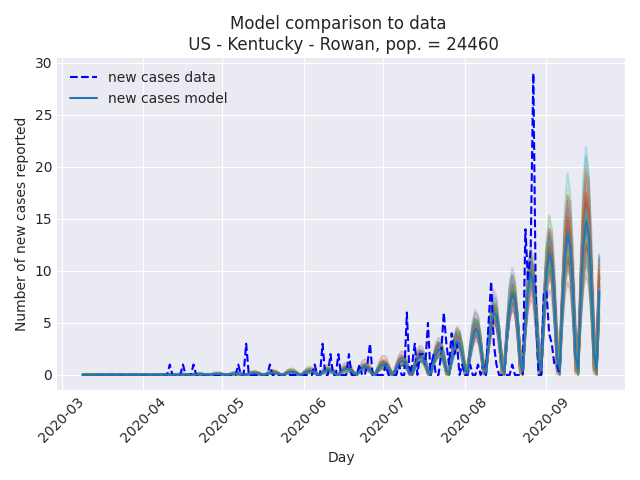 Model comparison to data
US - Kentucky - Rowan, pop. = 24460
new cases data
new cases model
Number of new cases reported
30
25
20
15
10
5
0
2020-03
2020-04
2020-05
2020-06
2020-07
2020-08
2020-09
Day